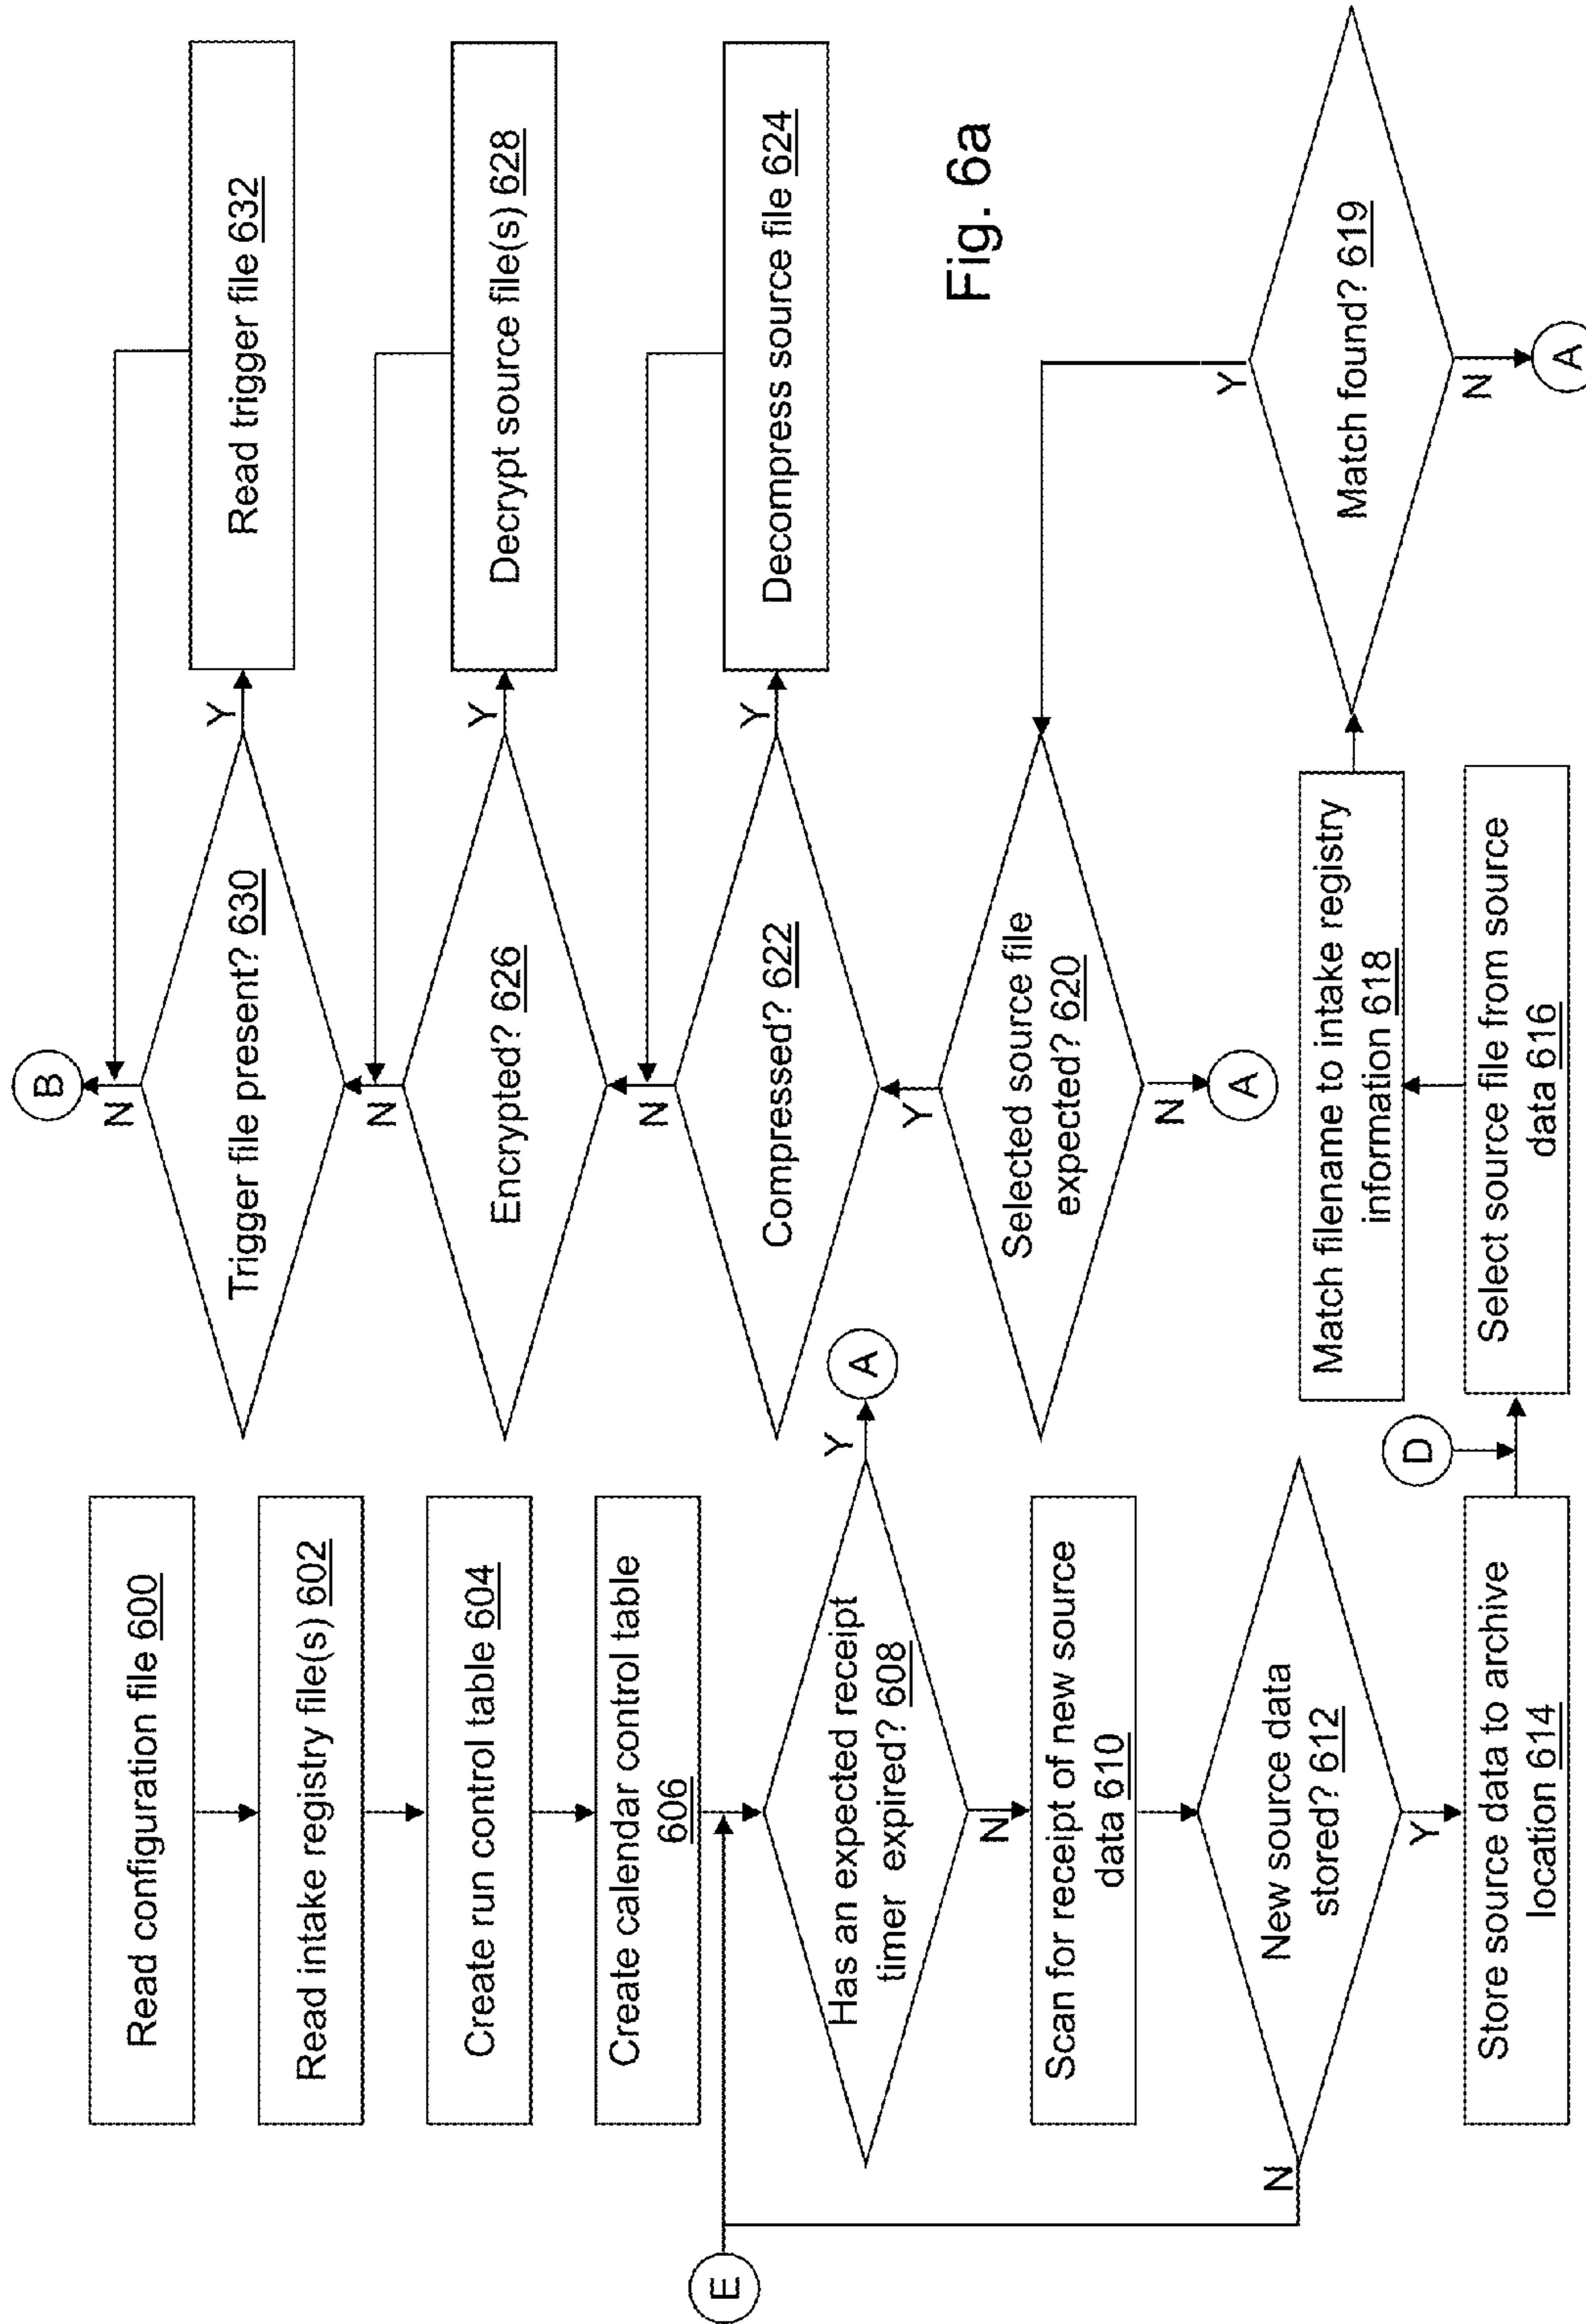 Read configuration file 600
Read intake registry file(s) 602
Create run control table 604
Create calendar control table
606
E
Has an expected receipt
timer expired? 608
Y
A
N
Scan for receipt of new source
data 610
New source data
stored? 612
N
Y
Store source data to archive
location 614
D
Select source file from source
data 616
Match filename to intake registry
information 618
Match found? 619
Y
N
A
Selected source file
expected? 620
N
A
Y
Compressed? 622
Y
Decompress source file 624
N
Encrypted? 626
Y
Decrypt source file(s) 628
N
Trigger file present? 630
Y
Read trigger file 632
N
B
Fig. 6a